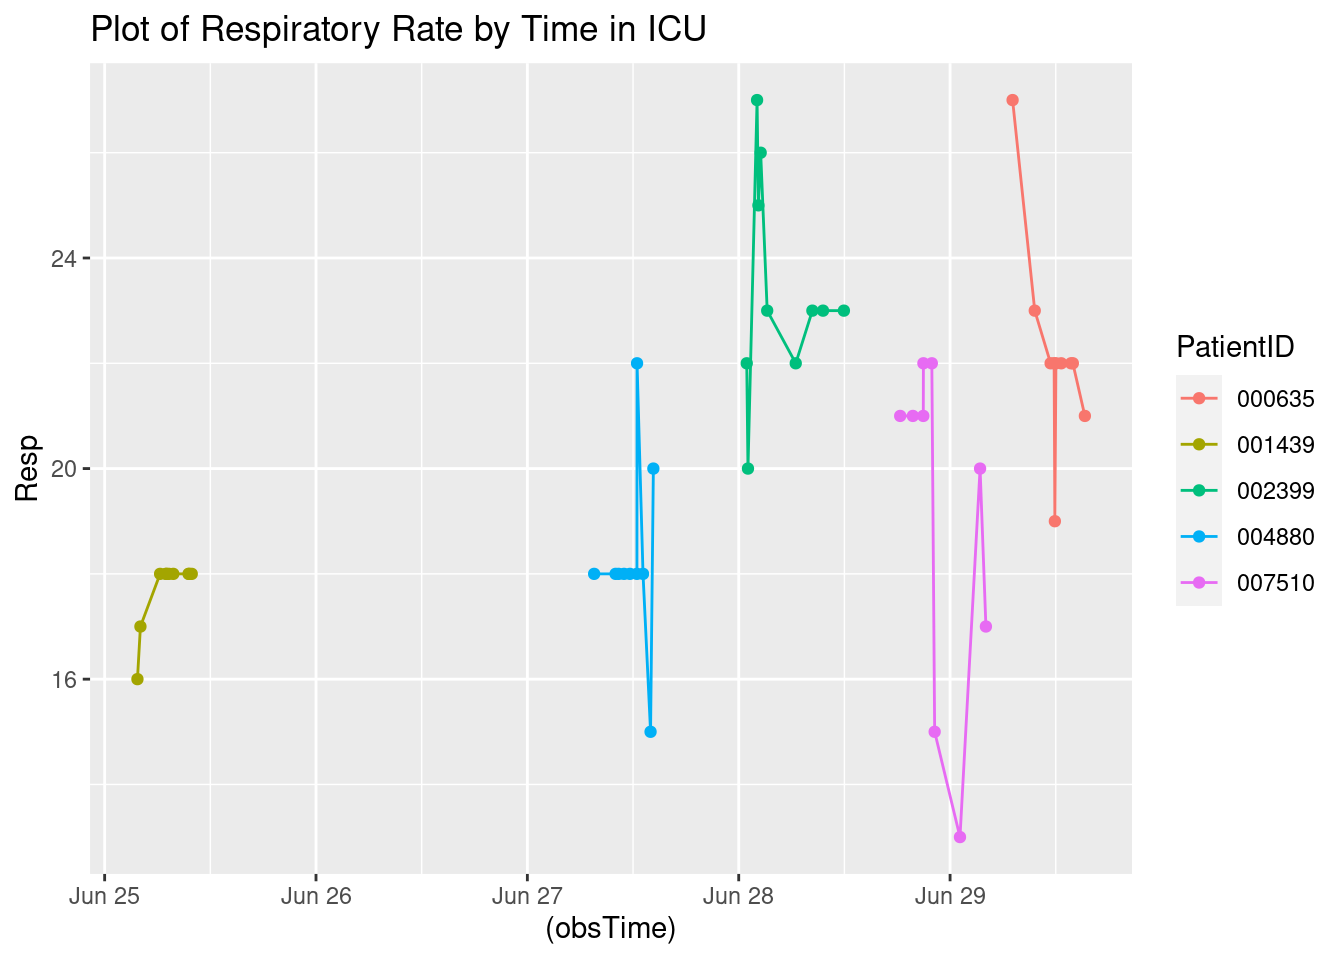 Plot of Respiratory Rate by Time in ICU
Resp
24
20
16
Jun 25 Jun 26 Jun 27 Jun 28 Jun 29
(obsTime)
PatientID
000635
001439
002399
004880
007510